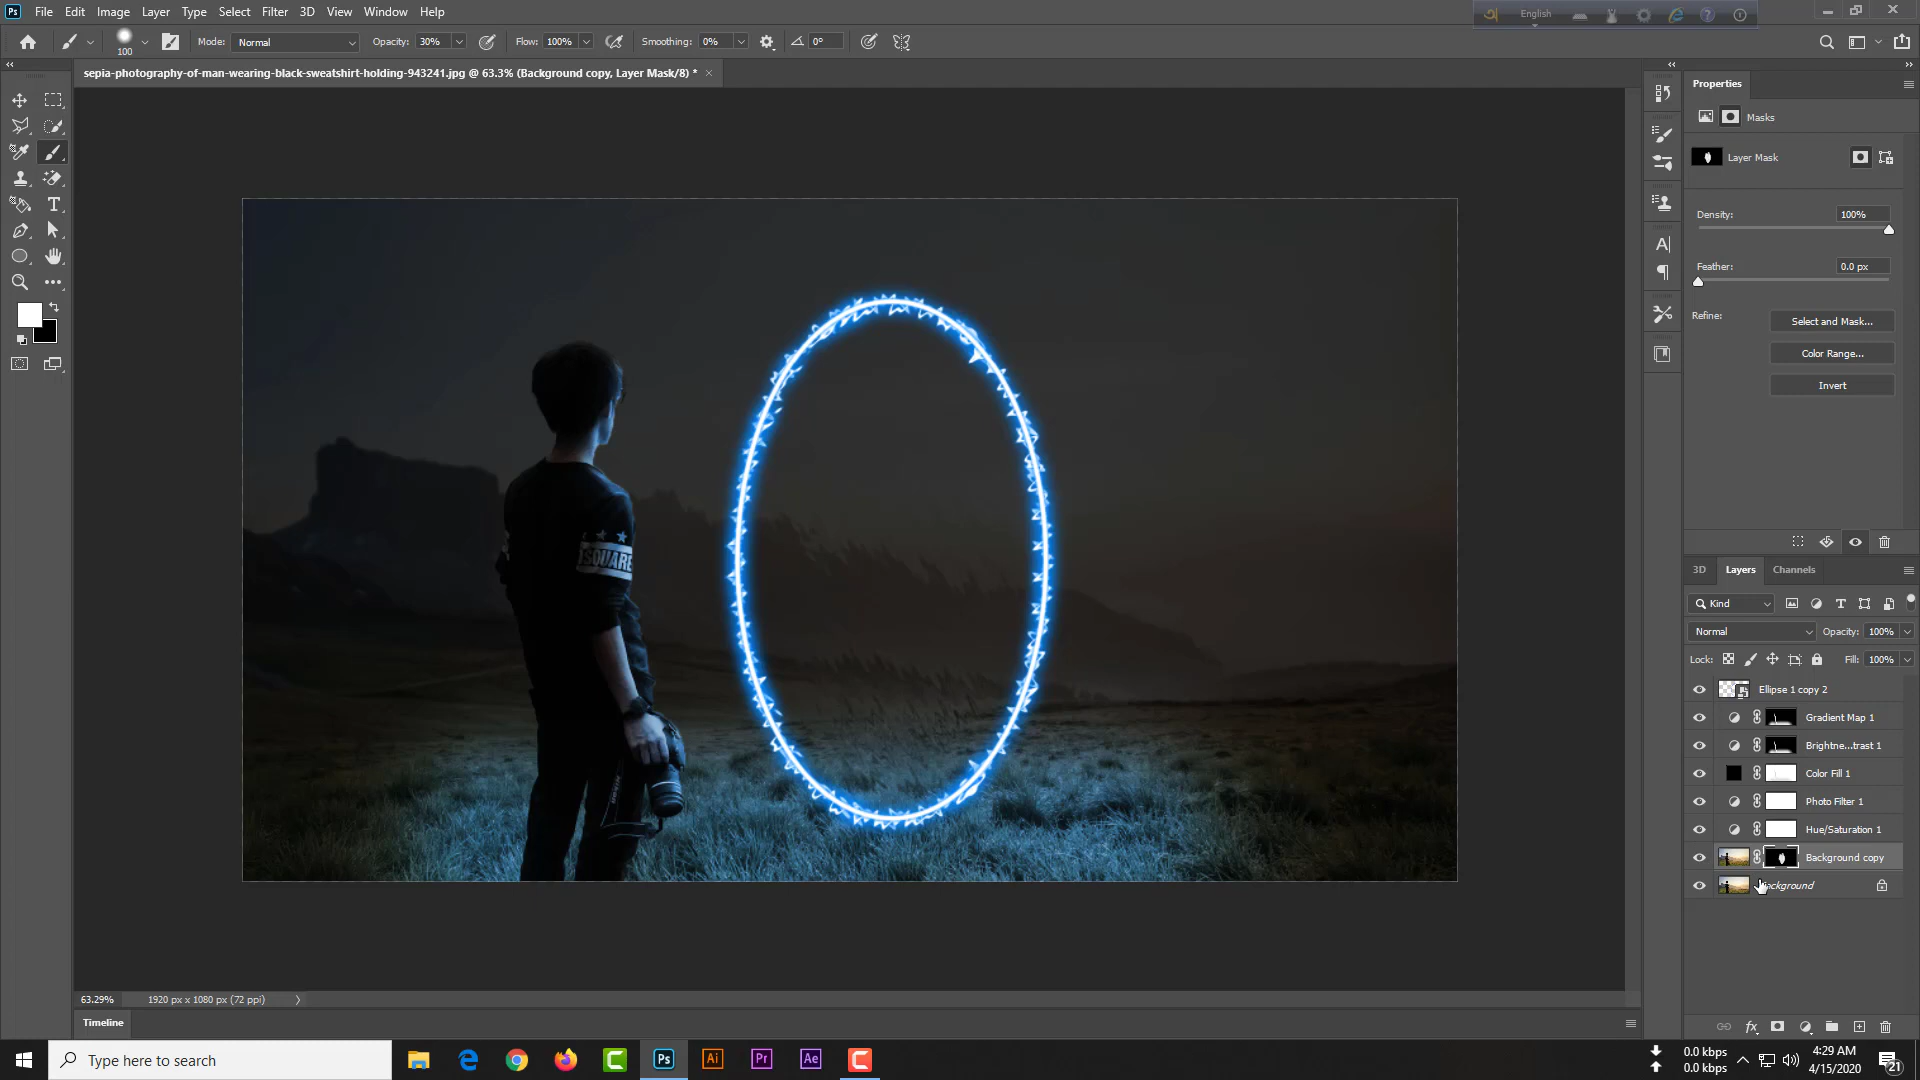 Ps File Edit Image Layer Type Select Filter 3D View Window Help
English
100 Mode: Normal Opacity: 30% Flow: 100% Smoothing: 0% 0°
sepia-photography-of-man-wearing-black-sweatshirt-holding-943241.jpg @ 63.3% (Background copy, Layer Mask/8) * ×
Properties
Masks
Layer Mask
Density: 100%
Feather: 0.0 px
Refine:
Select and Mask...
Color Range...
Invert
SQUARE
3D Layers Channels
Kind
Normal Opacity: 100%
Lock: Fill: 100%
Ellipse 1 copy 2
Gradient Map 1
Brightne...trast 1
Color Fill 1
Photo Filter 1
Hue/Saturation 1
Background copy
ackground
63.29% 1920 px x 1080 px (72 ppi)
Timeline
Type here to search
Ps Ai Pr Ae
0.0 kbps
0.0 kbps
4:29 AM
4/15/2020
21